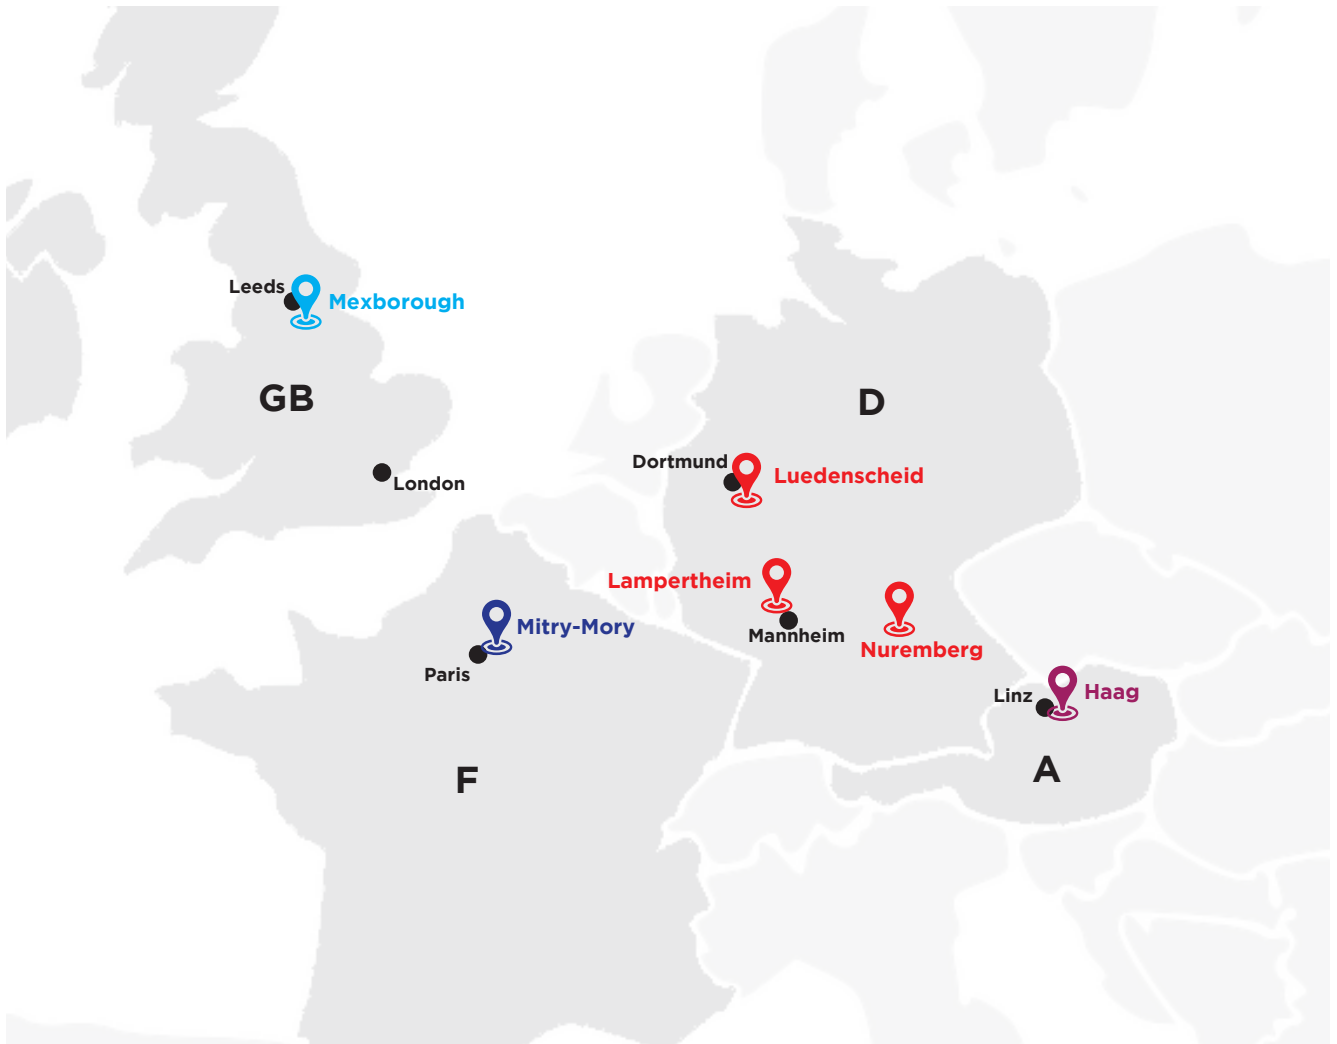 Leeds
Mexborough
GB
London
D
Dortmund
Luedenscheid
Lampertheim
Mannheim
Nuremberg
Mitry-Mory
Paris
F
Linz
Haag
A